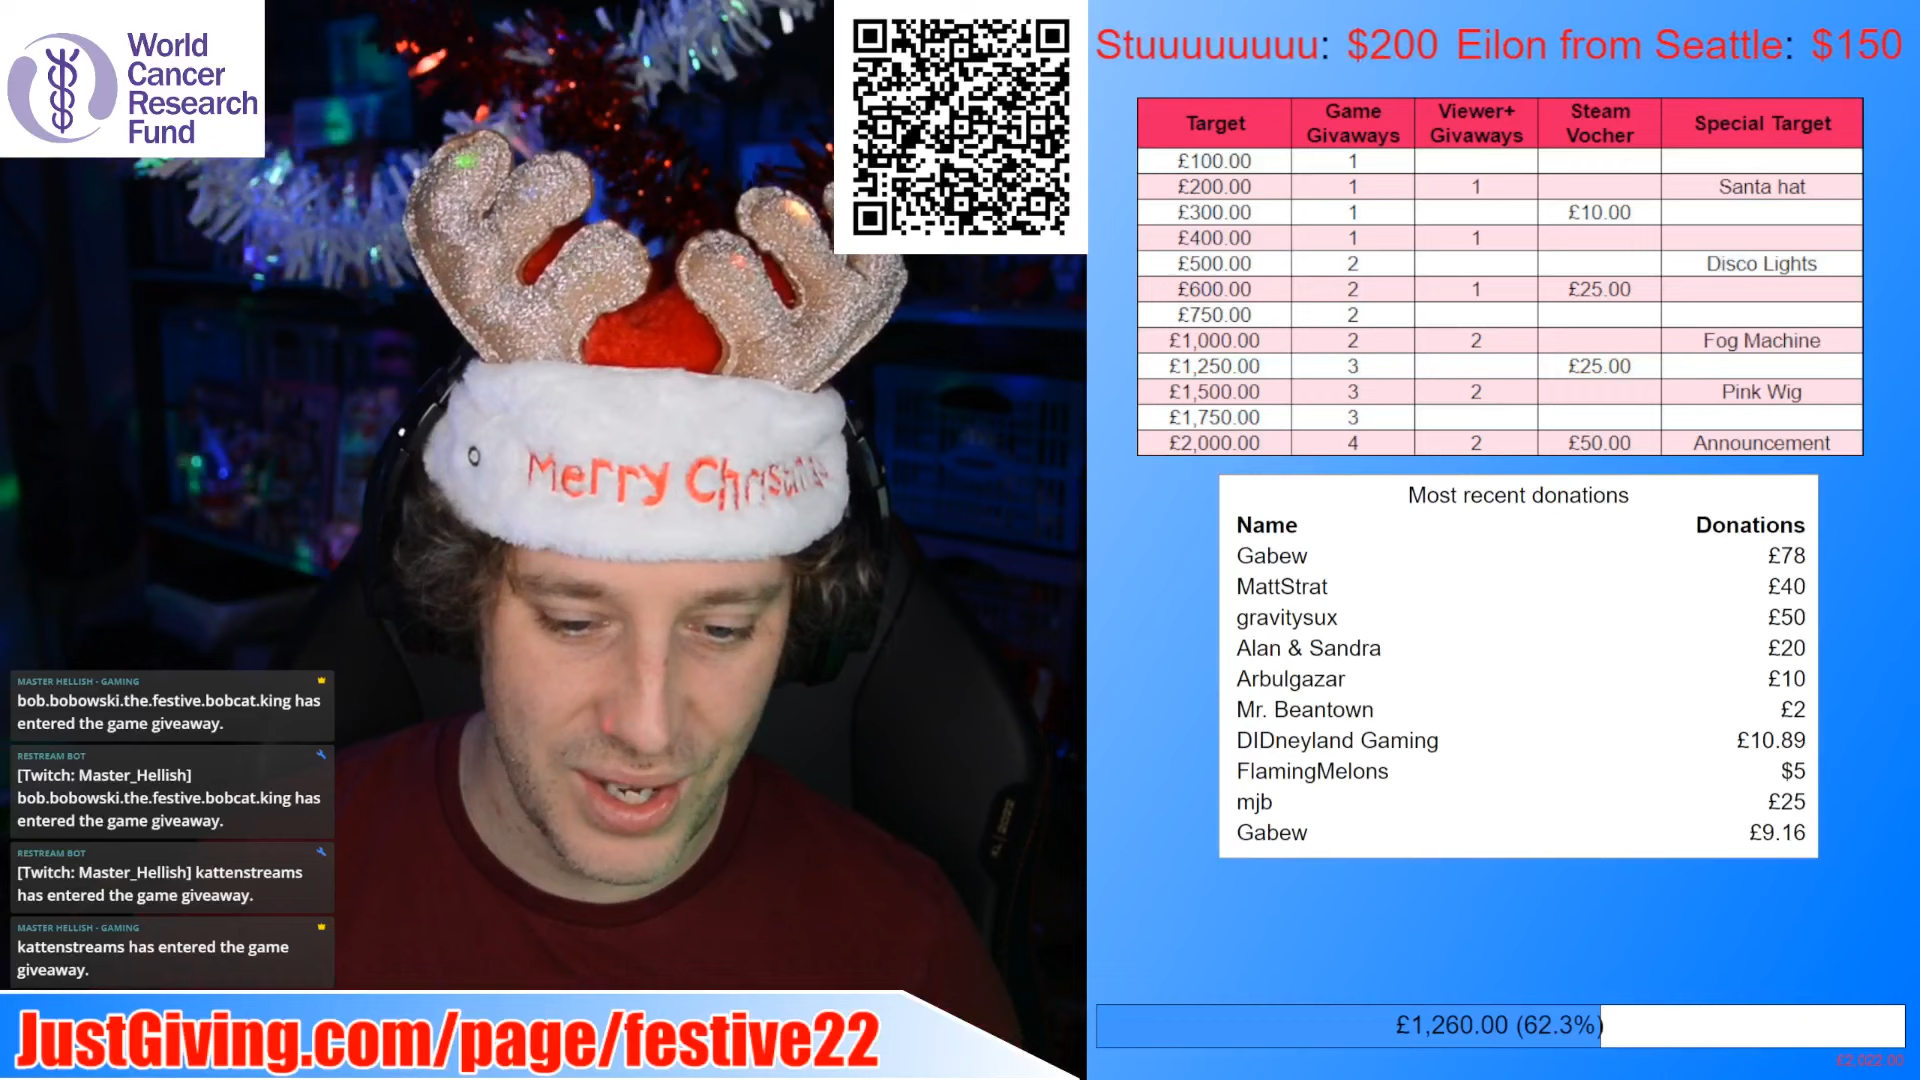 World
Cancer
Research
Fund
Merry Christmas
MASTER HELLISH - GAMING
bob.bobowski.the.festive.bobcat.king has
entered the game giveaway.
RESTREAM BOT
[Twitch: Master_Hellish]
bob.bobowski.the.festive.bobcat.king has
entered the game giveaway.
RESTREAM BOT
[Twitch: Master_Hellish] kattenstreams
has entered the game giveaway.
MASTER HELLISH - GAMING
kattenstreams has entered the game
giveaway.
JustGiving.com/page/festive22
Stuuuuuuuu: $200 Eilon from Seattle: $150
Target Game Givaways Viewer+ Givaways Steam Vocher Special Target
£100.00 1
£200.00 1 1 Santa hat
£300.00 1 £10.00
£400.00 1 1
£500.00 2 Disco Lights
£600.00 2 1 £25.00
£750.00 2
£1,000.00 2 2 Fog Machine
£1,250.00 3 £25.00
£1,500.00 3 2 Pink Wig
£1,750.00 3
£2,000.00 4 2 £50.00 Announcement
Most recent donations
Name Donations
Gabew £78
MattStrat £40
gravitysux £50
Alan & Sandra £20
Arbulgazar £10
Mr. Beantown £2
DIDneyland Gaming £10.89
FlamingMelons $5
mjb £25
Gabew £9.16
£1,260.00 (62.3%)
£2,022.00